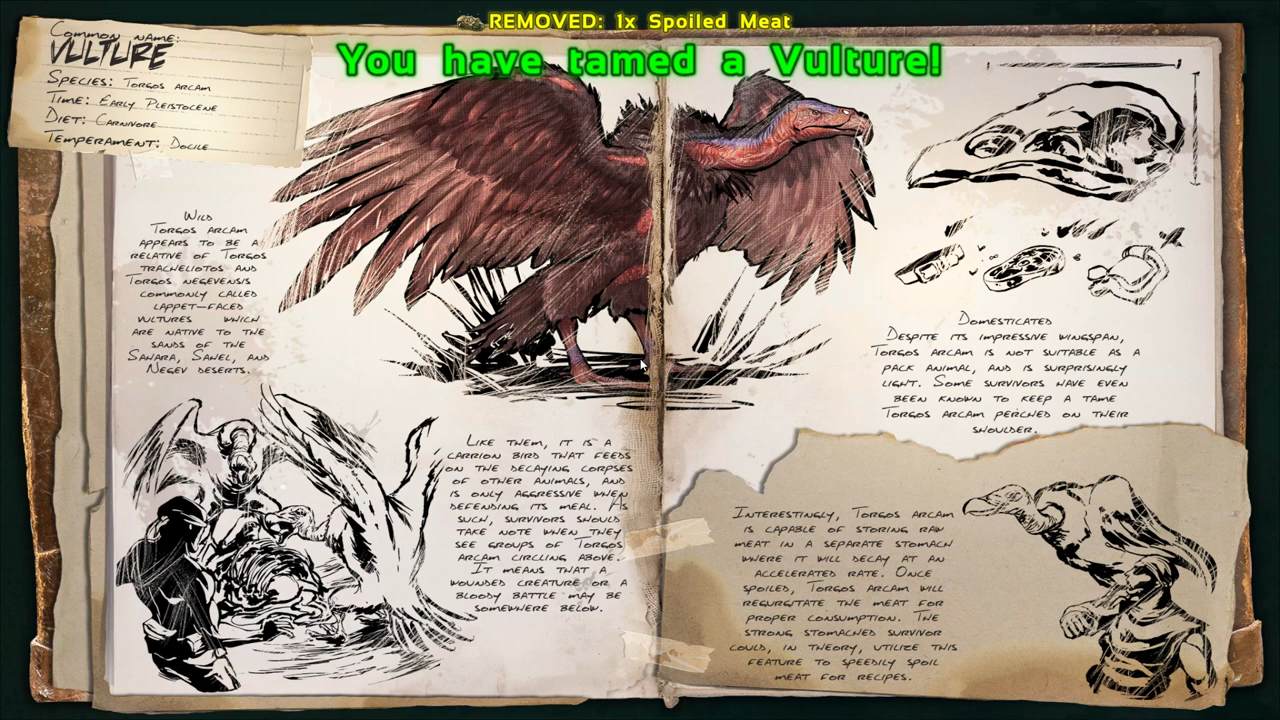 REMOVED: 1x Spoiled Meat
You have tamed a Vulture!
Common name:
VULTURE
Species: Torgos arcam
Time: Early Pleistocene
Diet: Carnivore
Temperament: Docile
Wild
Torgos arcam
appears to be a
relative of Torgos
tracheliotos and
Torgos negevensis
commonly called
lappet-faced
vultures which
are native to the
sands of the
Sahara, Sahel, and
Negev deserts.
Like them, it is a
carrion bird that feeds
on the decaying corpses
of other animals, and
is only aggressive when
defending its meal. As
such, survivors should
take note when they
see groups of Torgos
arcam circling above.
It means that a
wounded creature or a
bloody battle may be
somewhere below.
Domesticated
Despite its impressive wingspan,
Torgos arcam is not suitable as a
pack animal, and is surprisingly
light. Some survivors have even
been known to keep a tame
Torgos arcam perched on their
shoulder.
Interestingly, Torgos arcam
is capable of storing raw
meat in a separate stomach
where it will decay at an
accelerated rate. Once
spoiled, Torgos arcam will
regurgitate the meat for
proper consumption. The
strong stomached survivor
could, in theory, utilize this
feature to speedily spoil
meat for recipes.